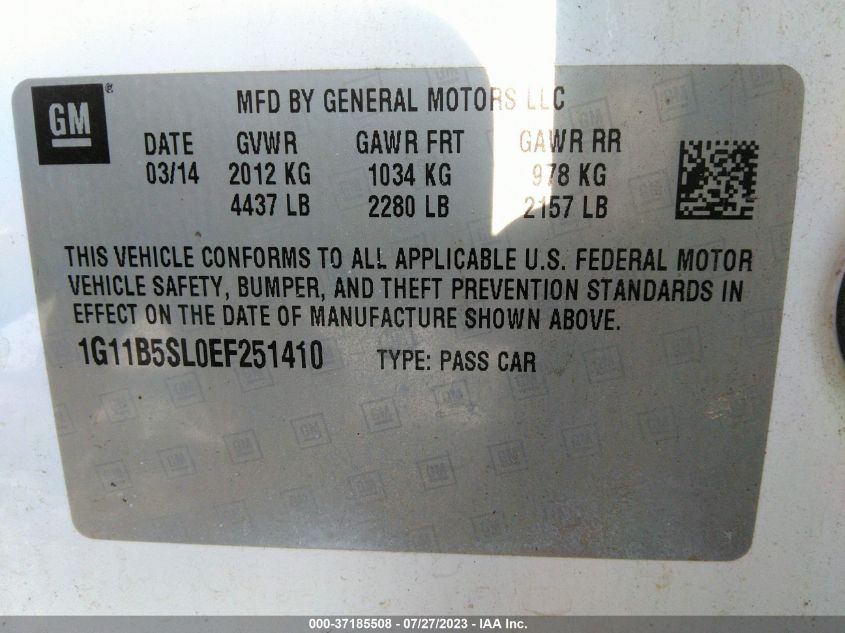 GM ®
MFD BY GENERAL MOTORS LLC
DATE GVWR GAWR FRT GAWR RR
03/14 2012 KG 1034 KG 978 KG
4437 LB 2280 LB 2157 LB
THIS VEHICLE CONFORMS TO ALL APPLICABLE U.S. FEDERAL MOTOR
VEHICLE SAFETY, BUMPER, AND THEFT PREVENTION STANDARDS IN
EFFECT ON THE DATE OF MANUFACTURE SHOWN ABOVE.
1G11B5SL0EF251410 TYPE: PASS CAR
000-37185508 - 07/27/2023 - IAA Inc.